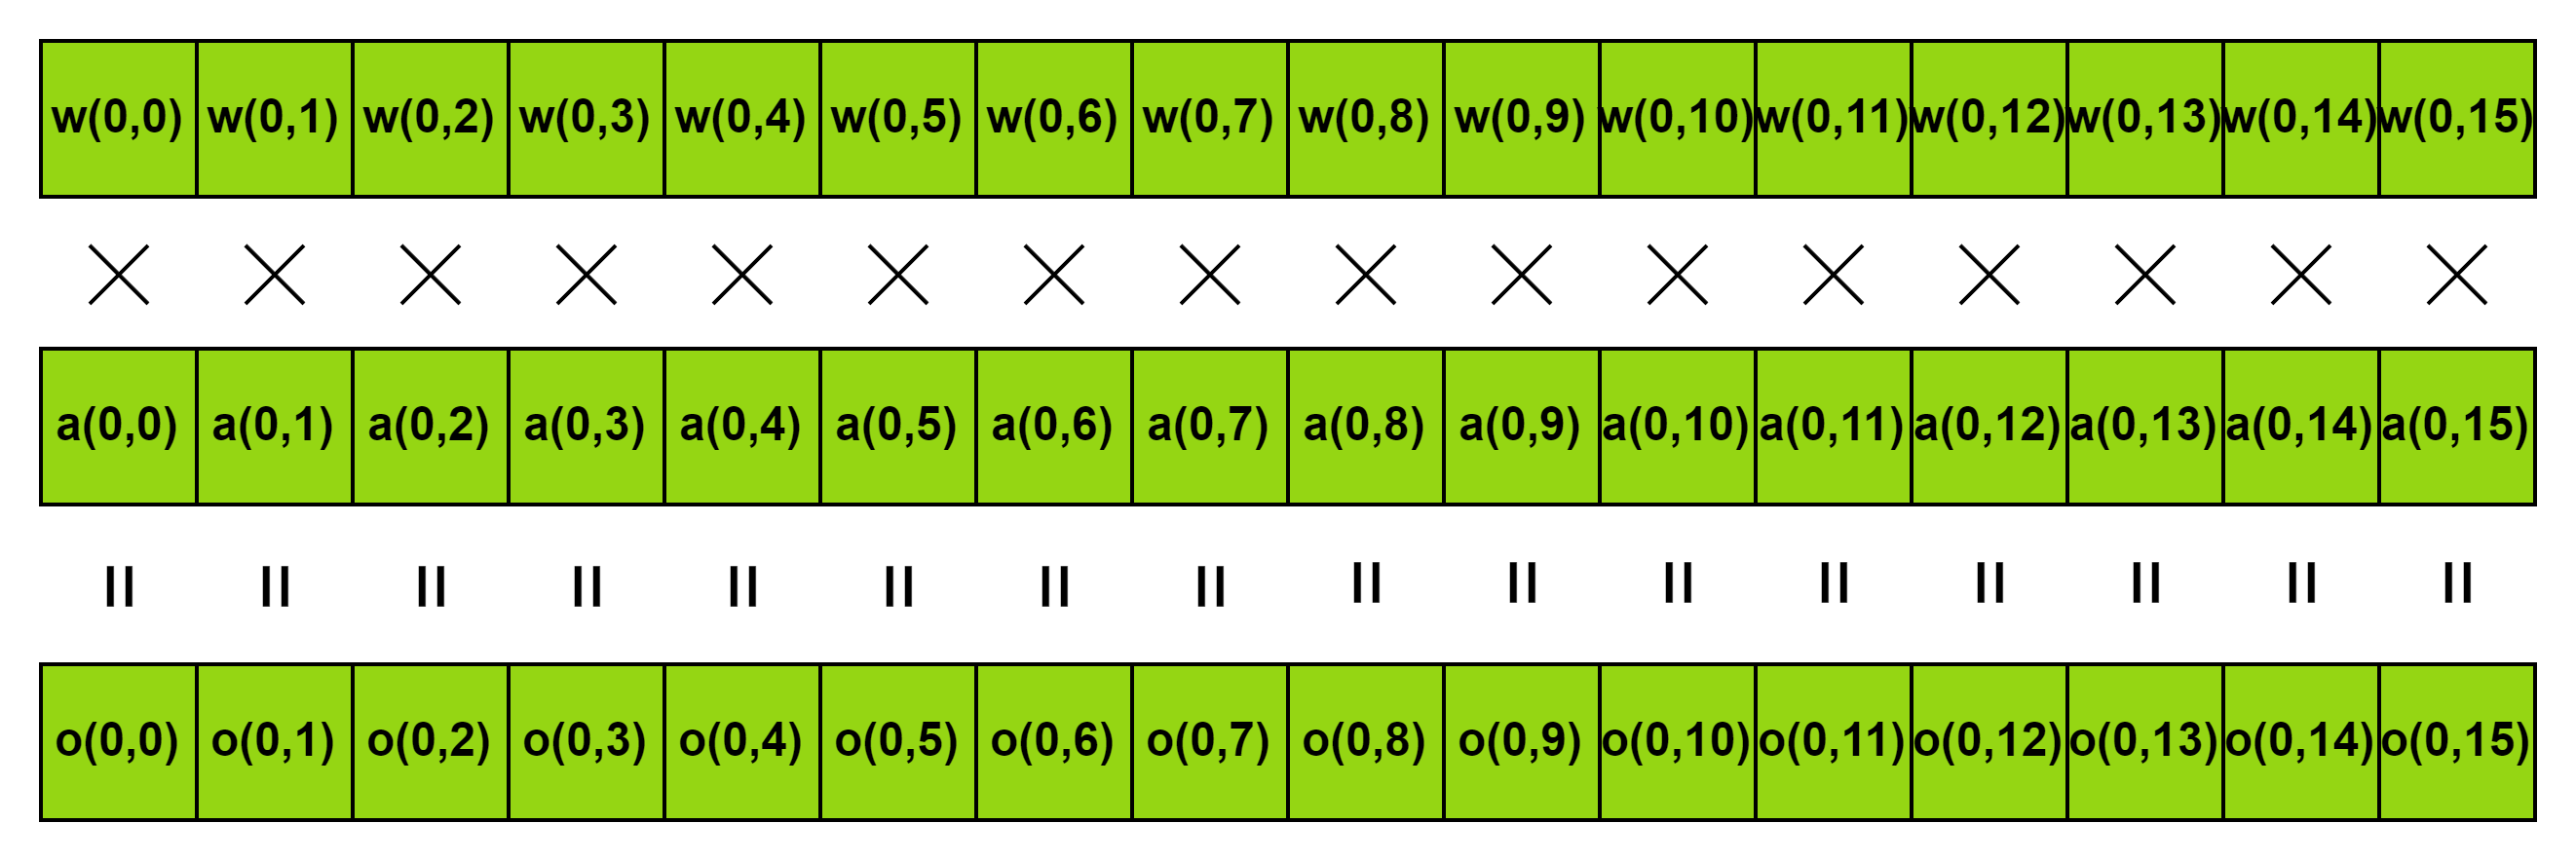 w(0,0) w(0,1) w(0,2) w(0,3) w(0,4) w(0,5) w(0,6) w(0,7) w(0,8) w(0,9) w(0,10) w(0,11) w(0,12) w(0,13) w(0,14) w(0,15)
× × × × × × × × × × × × × × × ×
a(0,0) a(0,1) a(0,2) a(0,3) a(0,4) a(0,5) a(0,6) a(0,7) a(0,8) a(0,9) a(0,10) a(0,11) a(0,12) a(0,13) a(0,14) a(0,15)
= = = = = = = = = = = = = = = =
o(0,0) o(0,1) o(0,2) o(0,3) o(0,4) o(0,5) o(0,6) o(0,7) o(0,8) o(0,9) o(0,10) o(0,11) o(0,12) o(0,13) o(0,14) o(0,15)